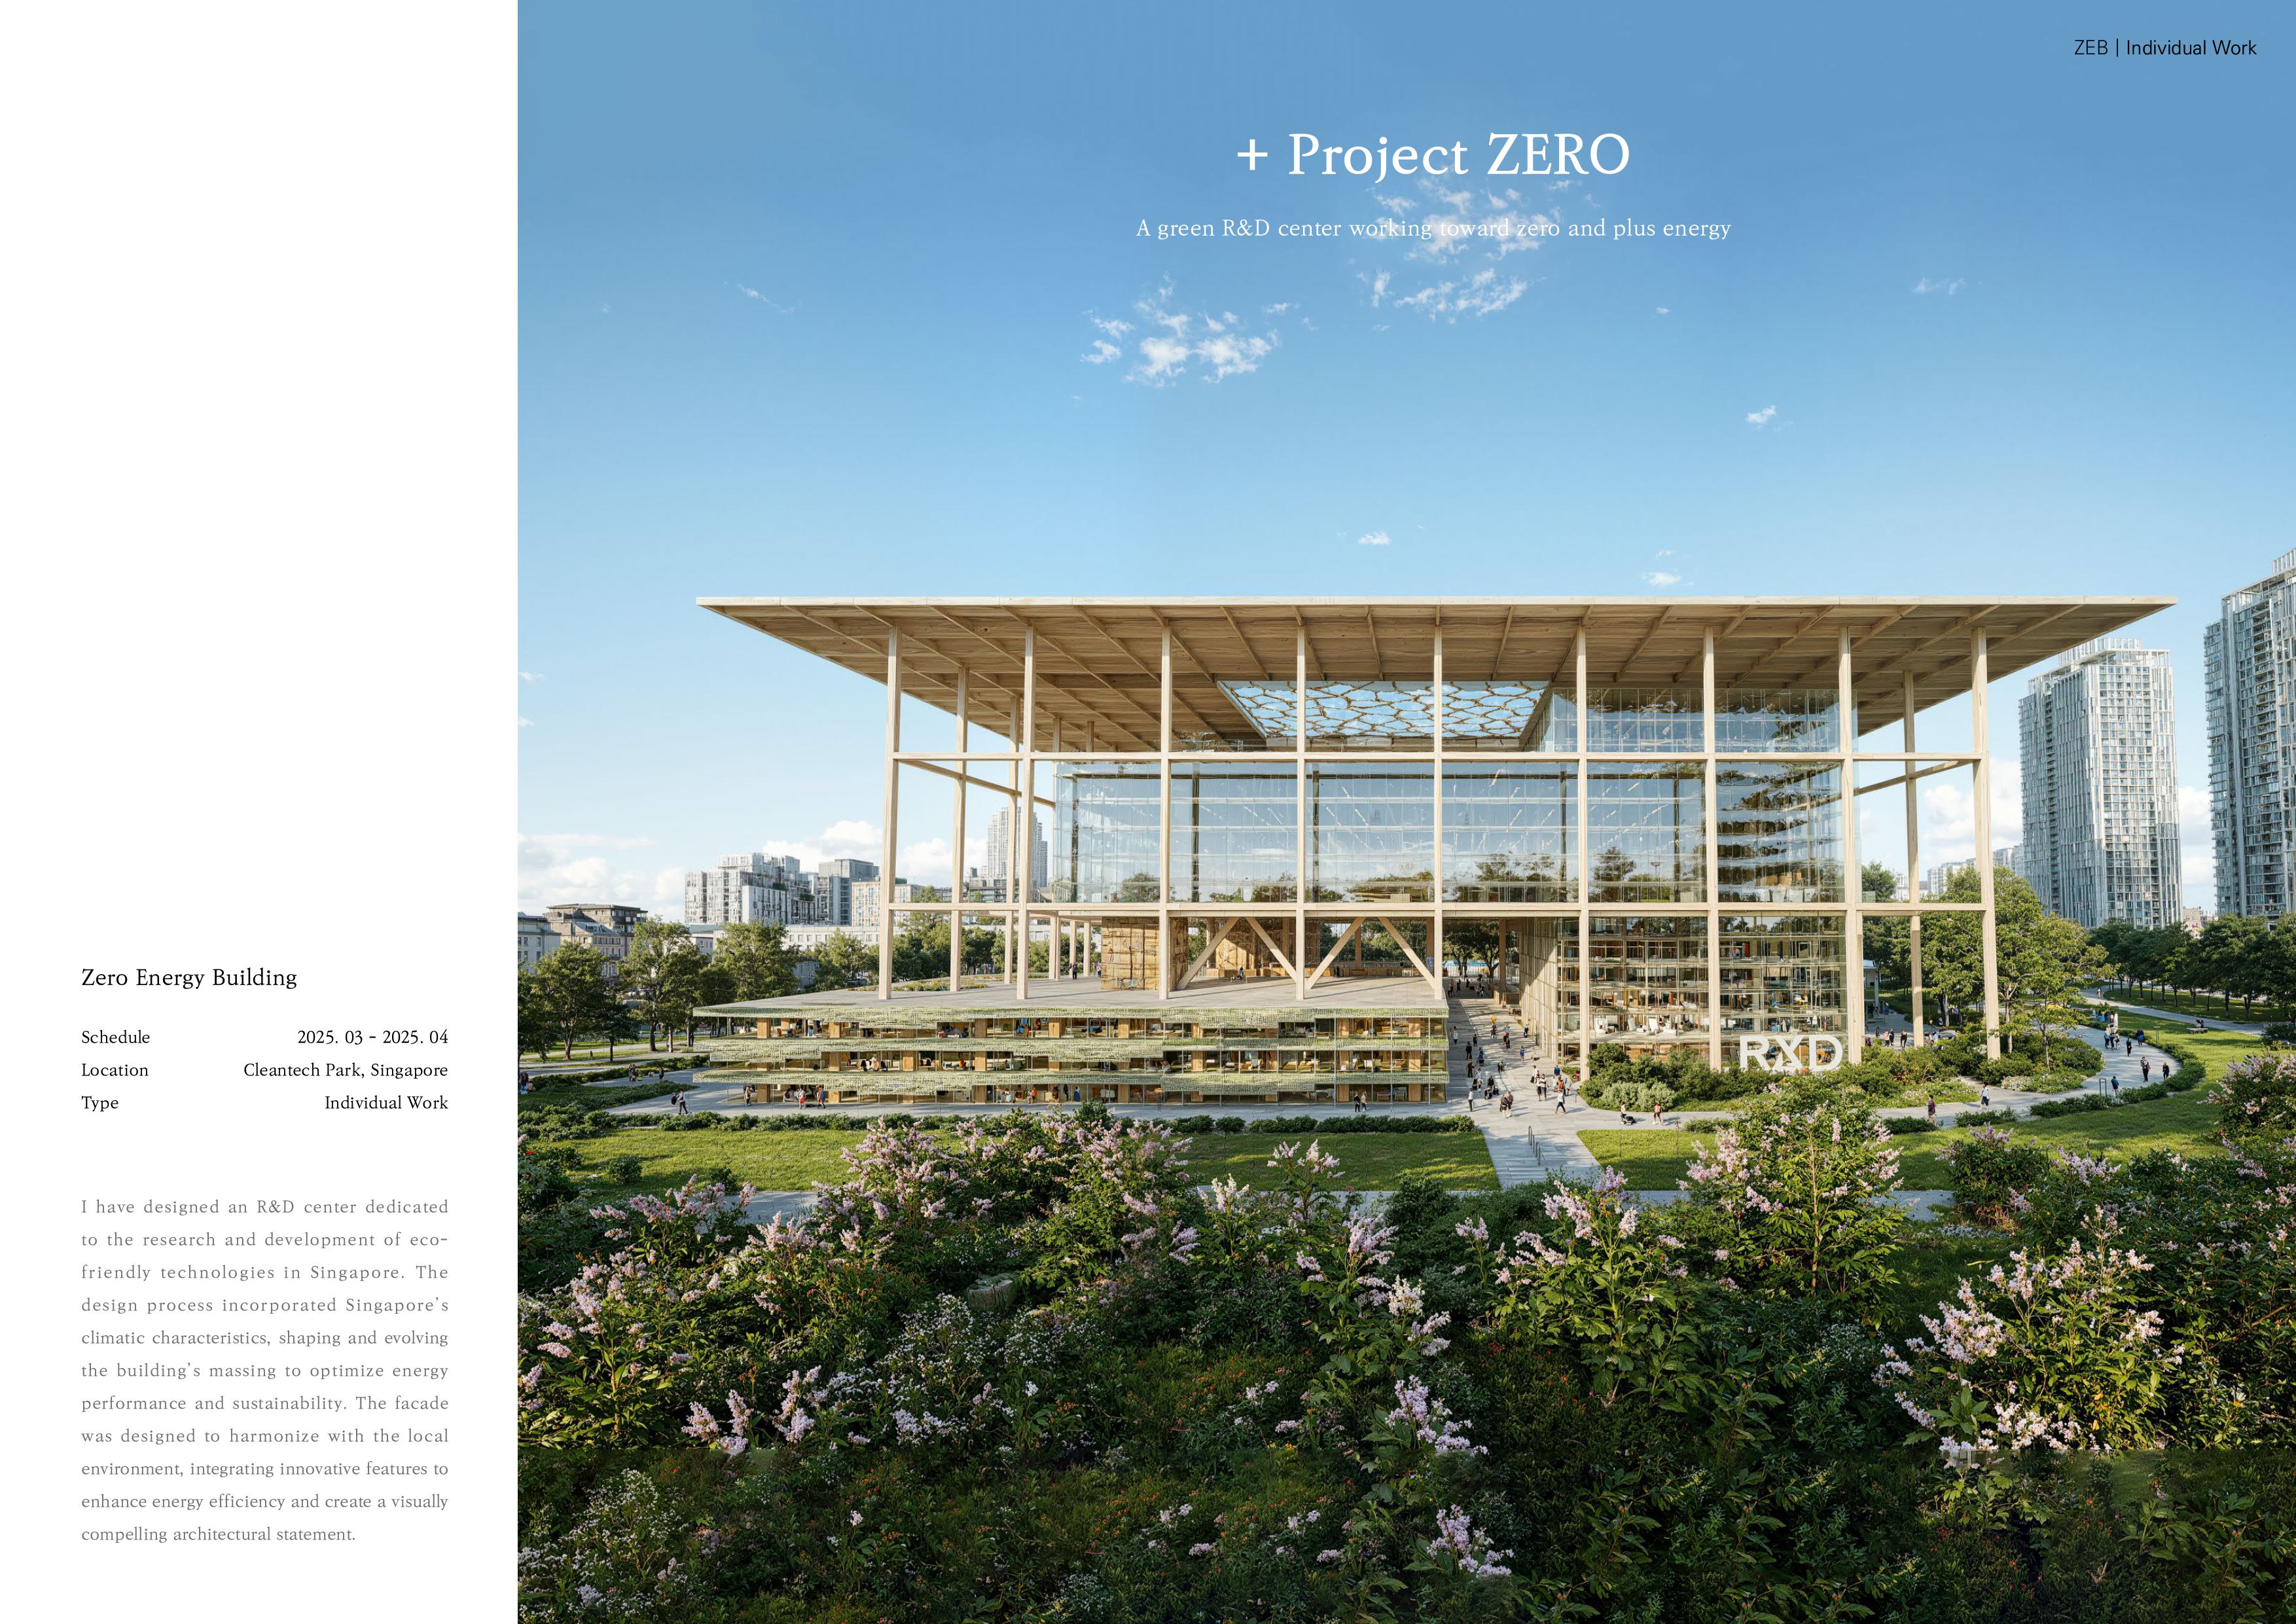 ZEB | Individual Work
+ Project ZERO
A green R&D center working toward zero and plus energy
RXD
Zero Energy Building
Schedule 2025. 03 - 2025. 04
Location Cleantech Park, Singapore
Type Individual Work
I have designed an R&D center dedicated
to the research and development of eco-
friendly technologies in Singapore. The
design process incorporated Singapore's
climatic characteristics, shaping and evolving
the building's massing to optimize energy
performance and sustainability. The facade
was designed to harmonize with the local
environment, integrating innovative features to
enhance energy efficiency and create a visually
compelling architectural statement.